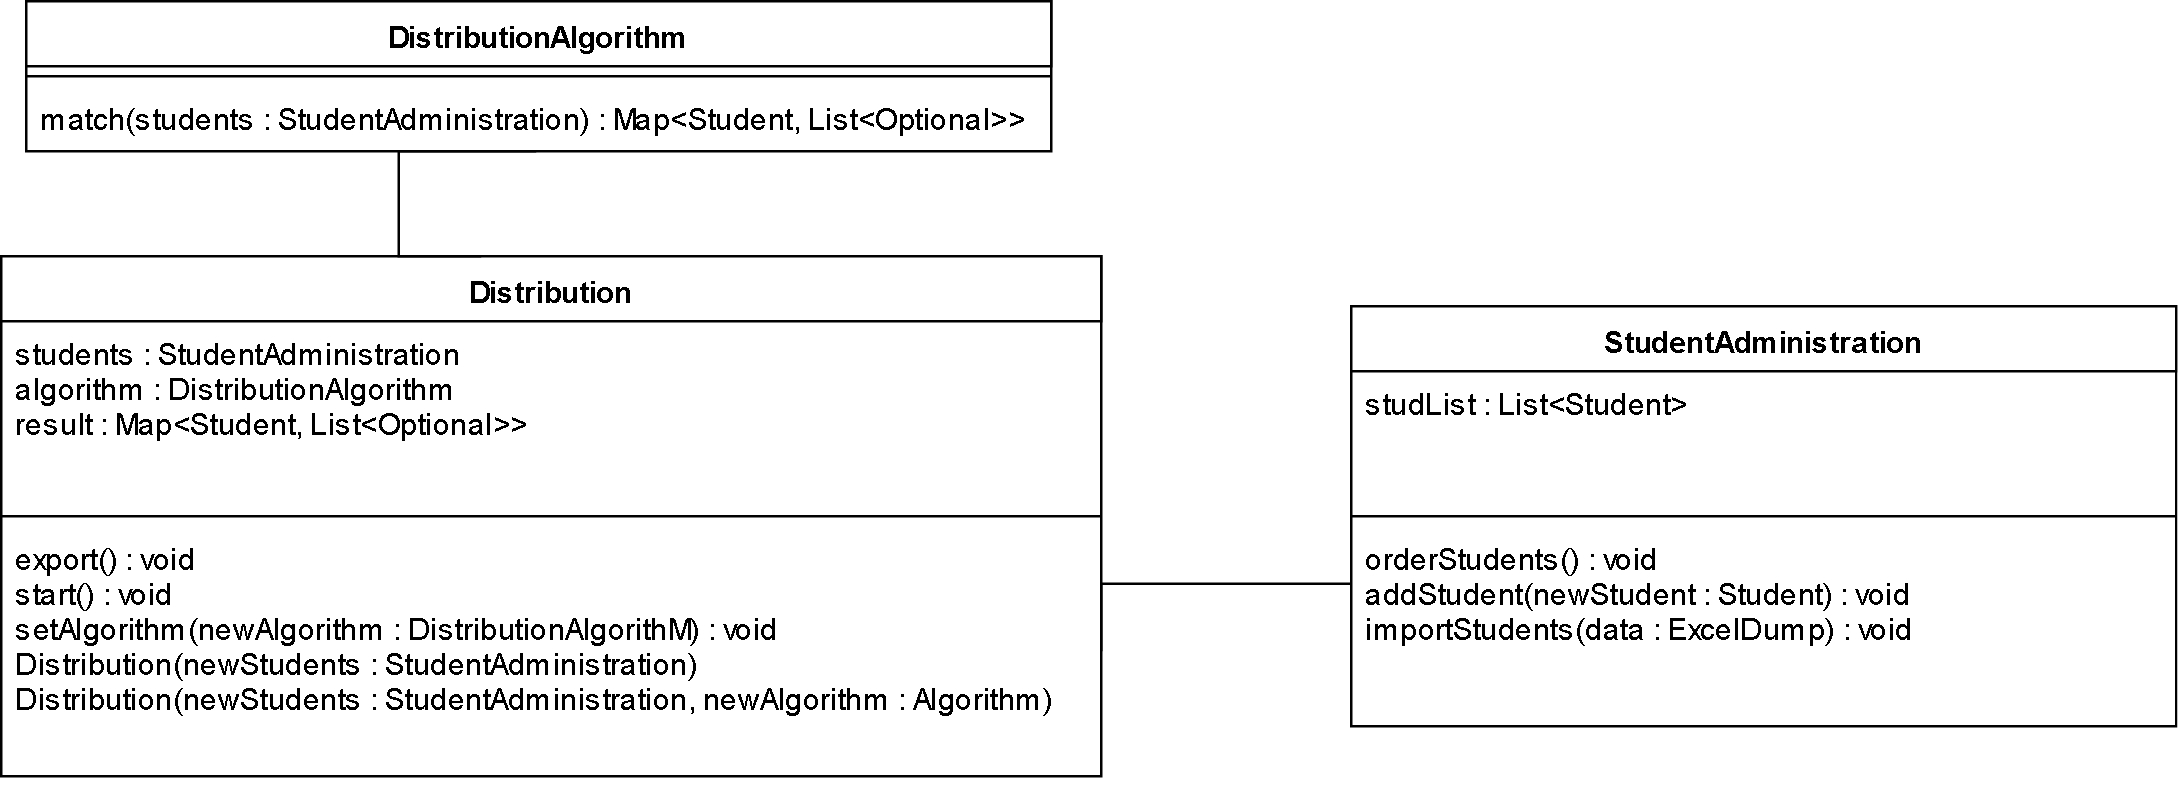 DistributionAlgorithm
match(students : StudentAdministration) : Map<Student, List<Optional>>
Distribution
students : StudentAdministration
algorithm : DistributionAlgorithm
result : Map<Student, List<Optional>>
export() : void
start() : void
setAlgorithm(newAlgorithm : DistributionAlgorithM) : void
Distribution(newStudents : StudentAdministration)
Distribution(newStudents : StudentAdministration, newAlgorithm : Algorithm)
StudentAdministration
studList : List<Student>
orderStudents() : void
addStudent(newStudent : Student) : void
importStudents(data : ExcelDump) : void